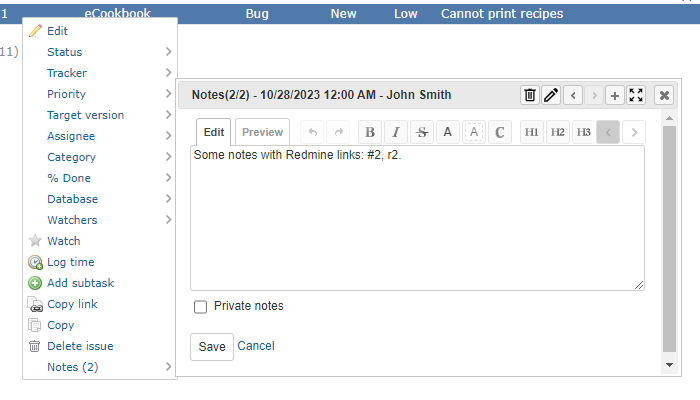 1 eCookbook Bug New Low Cannot print recipes
11)
Edit
Status
Tracker
Priority
Target version
Assignee
Category
% Done
Database
Watchers
Watch
Log time
Add subtask
Copy link
Copy
Delete issue
Notes (2)
Notes(2/2) - 10/28/2023 12:00 AM - John Smith
Edit Preview B I S A A C H1 H2 H3
Some notes with Redmine links: #2, r2.
Private notes
Save Cancel